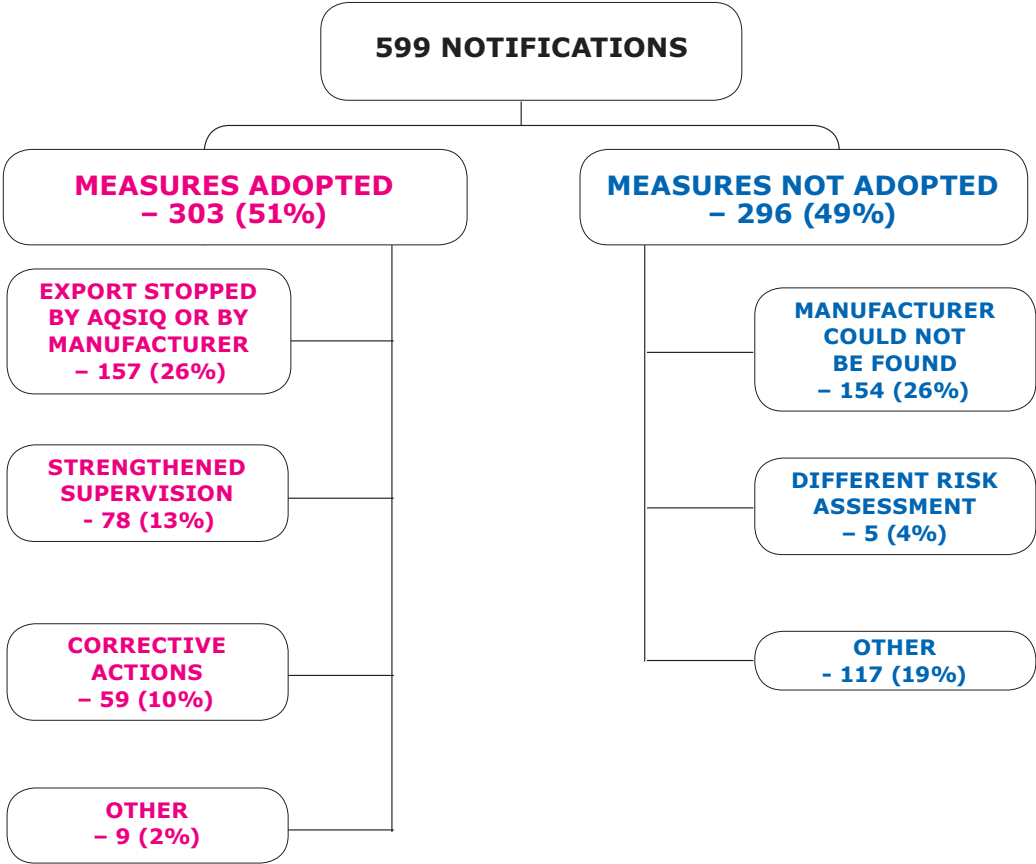 599 NOTIFICATIONS
MEASURES ADOPTED
– 303 (51%)
EXPORT STOPPED
BY AQSIQ OR BY
MANUFACTURER
– 157 (26%)
STRENGTHENED
SUPERVISION
- 78 (13%)
CORRECTIVE
ACTIONS
– 59 (10%)
OTHER
– 9 (2%)
MEASURES NOT ADOPTED
– 296 (49%)
MANUFACTURER
COULD NOT
BE FOUND
– 154 (26%)
DIFFERENT RISK
ASSESSMENT
– 5 (4%)
OTHER
- 117 (19%)